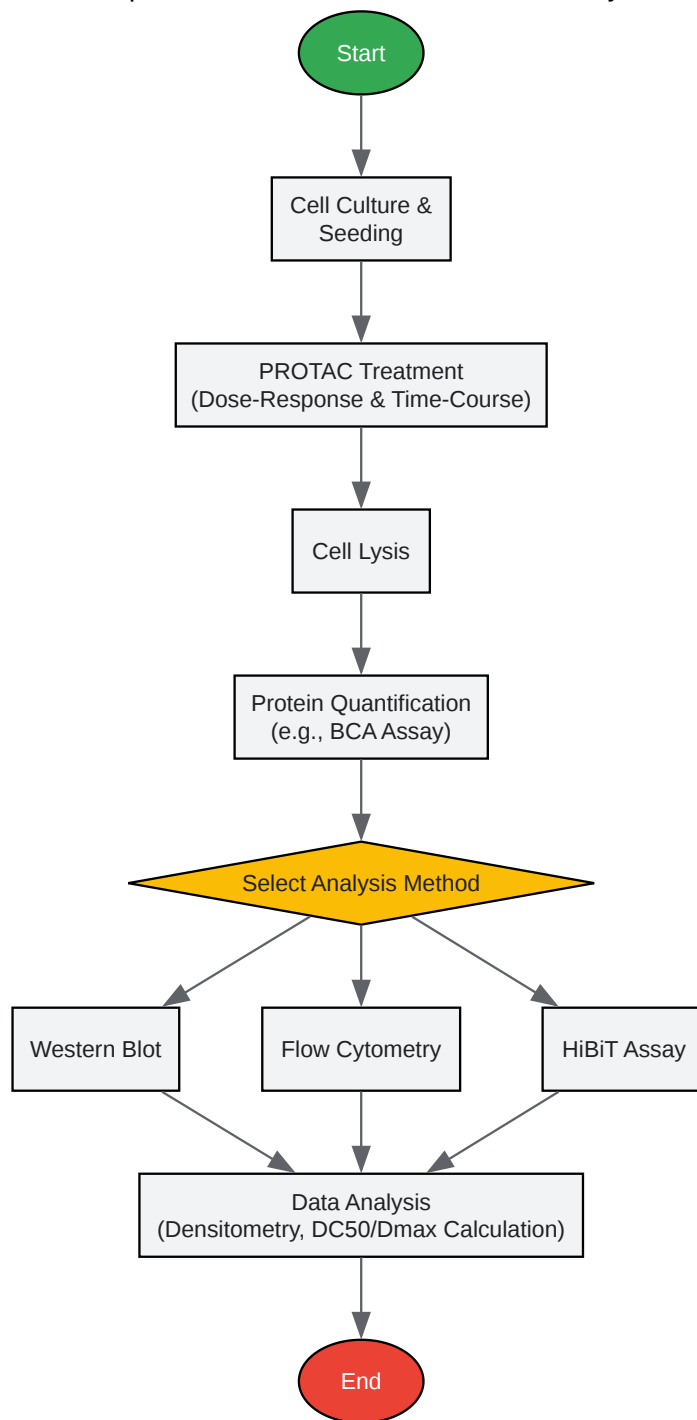 Start
Cell Culture &
Seeding
PROTAC Treatment
(Dose-Response & Time-Course)
Cell Lysis
Protein Quantification
(e.g., BCA Assay)
Select Analysis Method
Western Blot
Flow Cytometry
HiBiT Assay
Data Analysis
(Densitometry, DC50/Dmax Calculation)
End